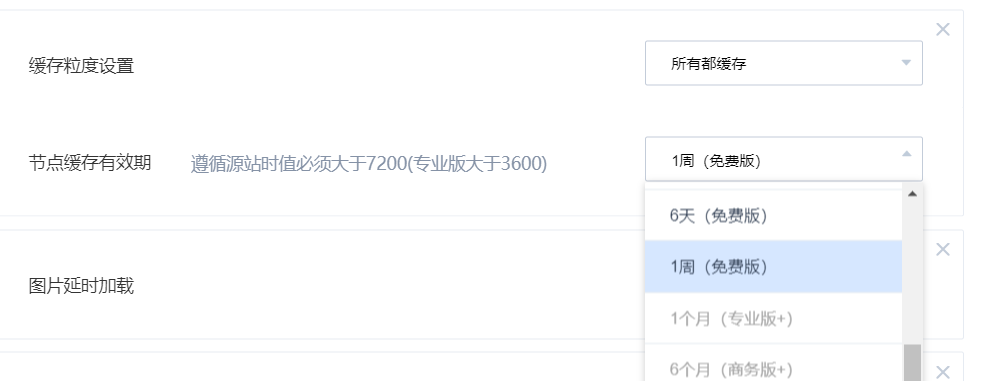 缓存粒度设置
所有都缓存
节点缓存有效期
遵循源站时值必须大于7200(专业版大于3600)
1周（免费版）
6天（免费版）
1周（免费版）
图片延时加载
1个月（专业版+）
6个月（商务版+）